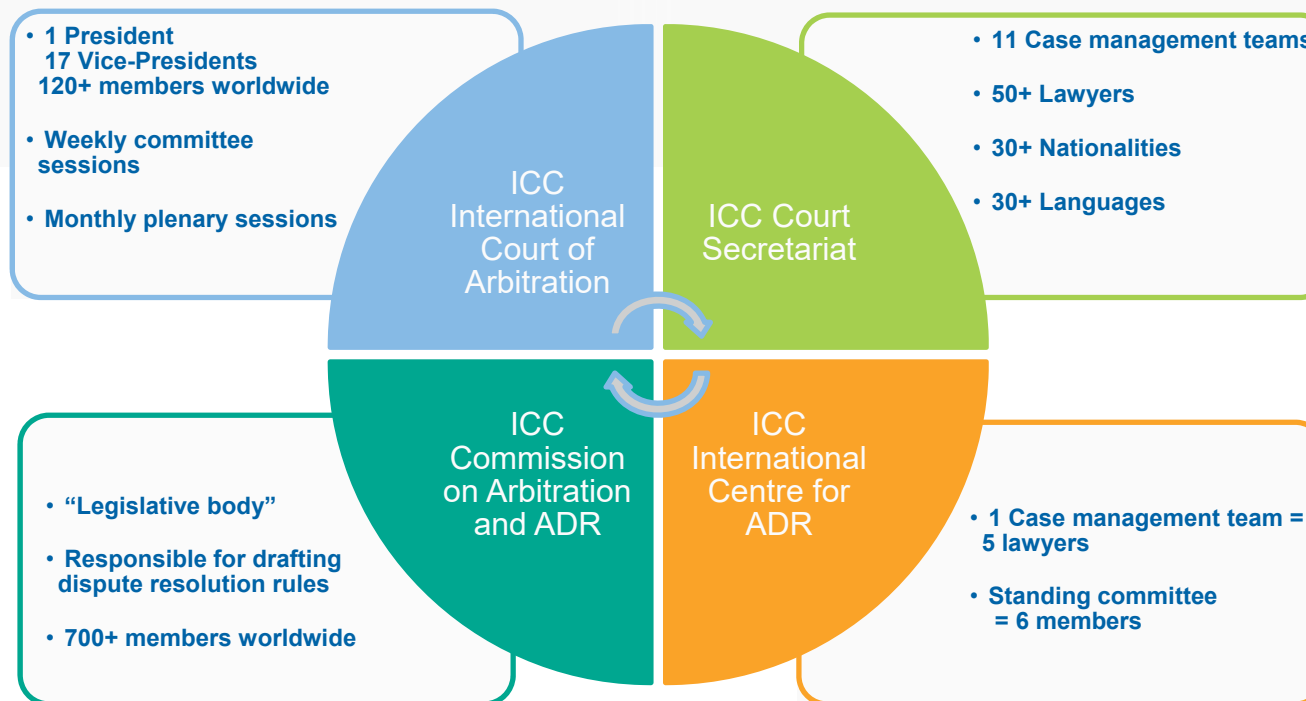 • 1 President
17 Vice-Presidents
120+ members worldwide
• Weekly committee
sessions
• Monthly plenary sessions
ICC
International
Court of
Arbitration
ICC Court
Secretariat
• 11 Case management teams
• 50+ Lawyers
• 30+ Nationalities
• 30+ Languages
• “Legislative body”
• Responsible for drafting
dispute resolution rules
• 700+ members worldwide
ICC
Commission
on Arbitration
and ADR
ICC
International
Centre for
ADR
• 1 Case management team =
5 lawyers
• Standing committee
= 6 members